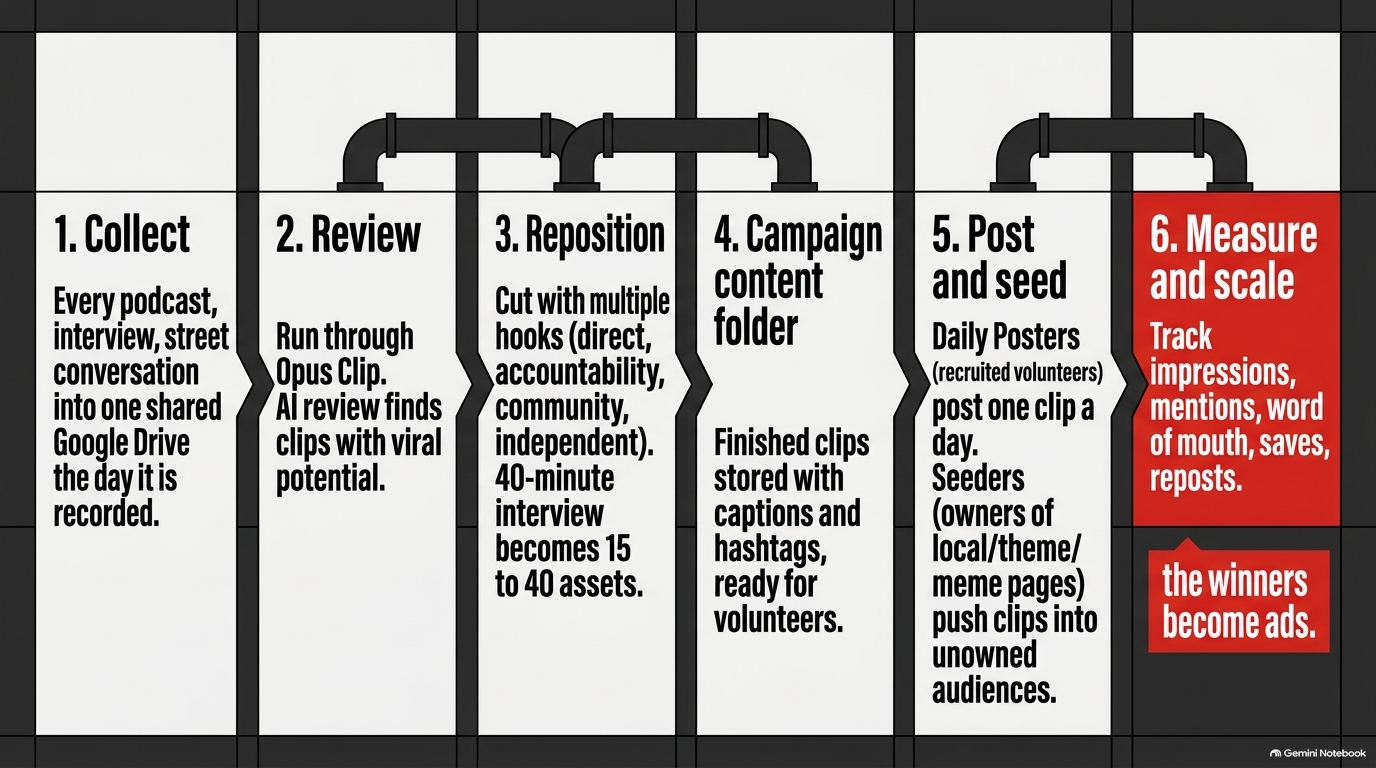 1. Collect
Every podcast,
interview, street
conversation
into one shared
Google Drive
the day it is
recorded.
2. Review
Run through
Opus Clip.
AI review finds
clips with viral
potential.
3. Reposition
Cut with multiple
hooks (direct,
accountability,
community,
independent).
40-minute
interview
becomes 15
to 40 assets.
4. Campaign
content
folder
Finished clips
stored with
captions and
hashtags,
ready for
volunteers.
5. Post
and seed
Daily Posters
(recruited volunteers)
post one clip a
day.
Seeders
(owners of
local/theme/
meme pages)
push clips into
unowned
audiences.
6. Measure
and scale
Track
impressions,
mentions, word
of mouth, saves,
reposts.
the winners
become ads.
Gemini Notebook